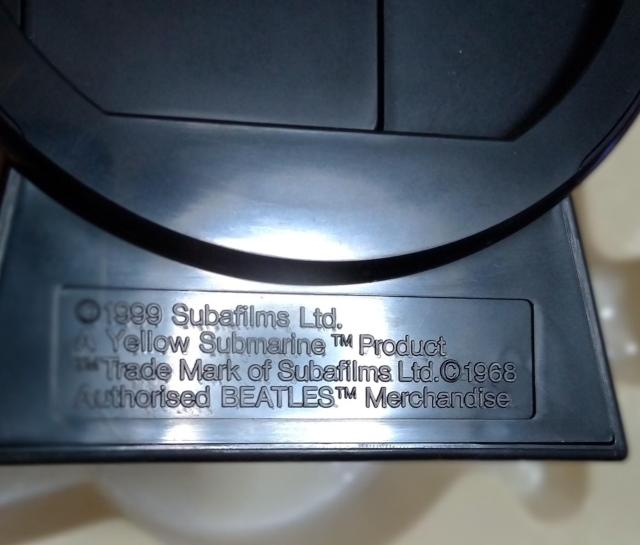 ©1999 Subafilms Ltd.
A Yellow Submarine™ Product
™Trade Mark of Subafilms Ltd.©1968
Authorised BEATLES™ Merchandise